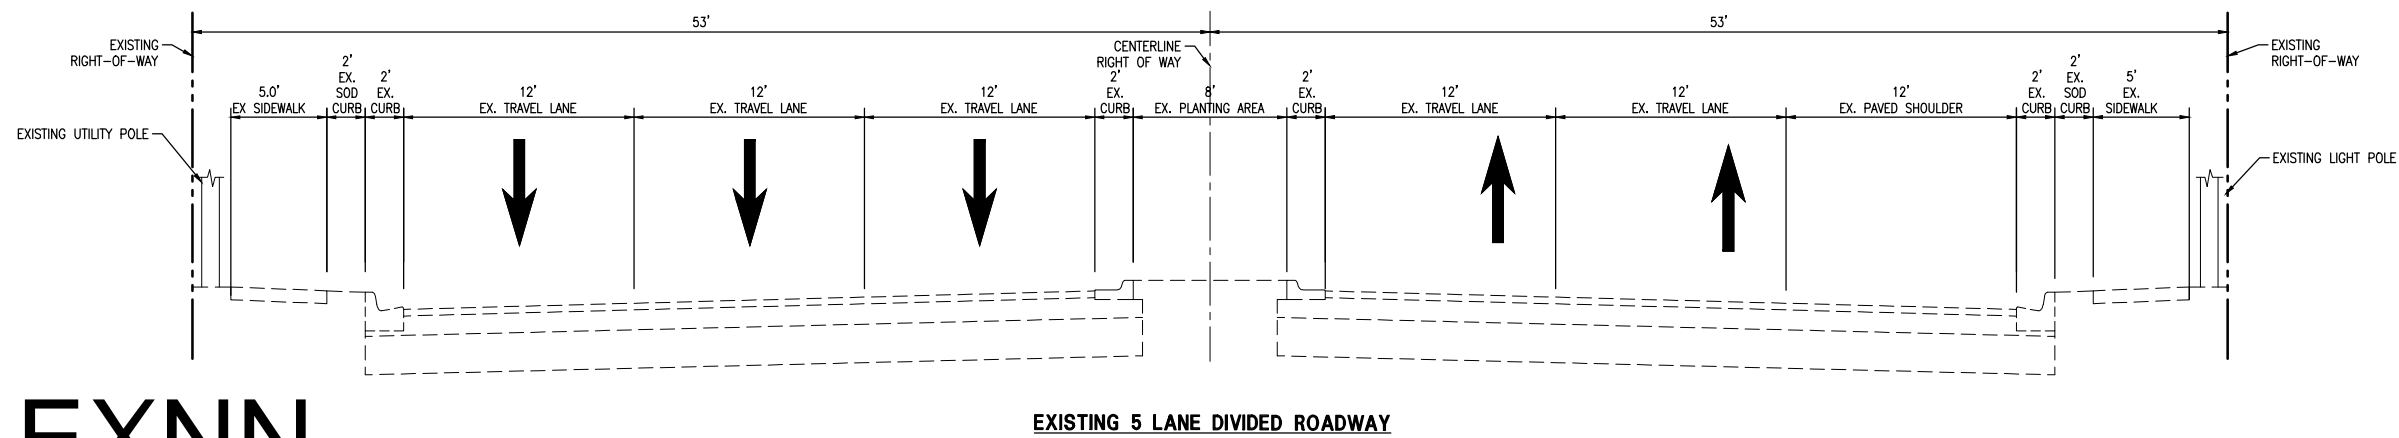 53'
53'
EXISTING
RIGHT-OF-WAY
CENTERLINE
RIGHT OF WAY
EXISTING
RIGHT-OF-WAY
5.0'
EX SIDEWALK
2'
EX.
SOD
CURB
2'
EX.
CURB
12'
EX. TRAVEL LANE
12'
EX. TRAVEL LANE
12'
EX. TRAVEL LANE
2'
EX.
CURB
8'
EX. PLANTING AREA
2'
EX.
CURB
12'
EX. TRAVEL LANE
12'
EX. TRAVEL LANE
12'
EX. PAVED SHOULDER
2'
EX.
CURB
2'
EX.
SOD
CURB
5'
EX.
SIDEWALK
EXISTING UTILITY POLE
EXISTING LIGHT POLE
EXISTING 5 LANE DIVIDED ROADWAY